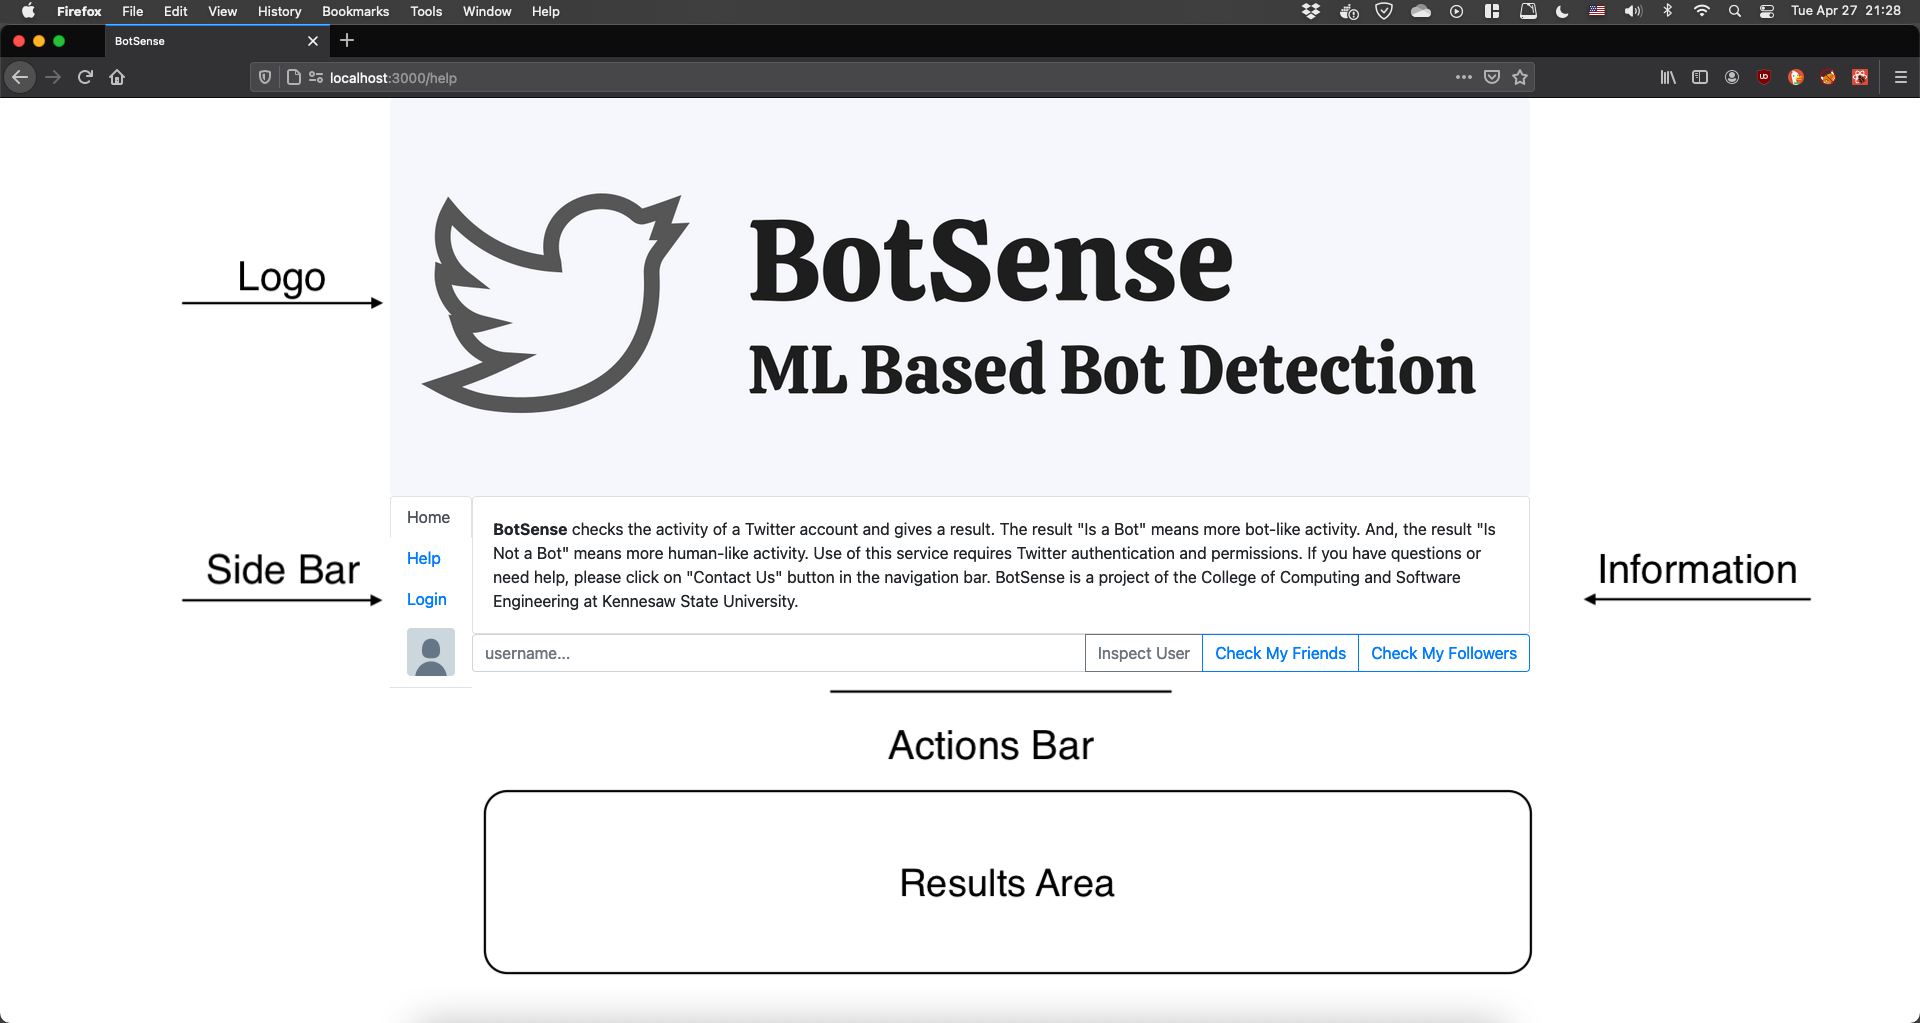 Firefox File Edit View History Bookmarks Tools Window Help Tue Apr 27 21:28
BotSense
localhost:3000/help
BotSense
ML Based Bot Detection
Logo
Home
Help
Login
Side Bar
BotSense checks the activity of a Twitter account and gives a result. The result "Is a Bot" means more bot-like activity. And, the result "Is
Not a Bot" means more human-like activity. Use of this service requires Twitter authentication and permissions. If you have questions or
need help, please click on "Contact Us" button in the navigation bar. BotSense is a project of the College of Computing and Software
Engineering at Kennesaw State University.
Information
username... Inspect User Check My Friends Check My Followers
Actions Bar
Results Area